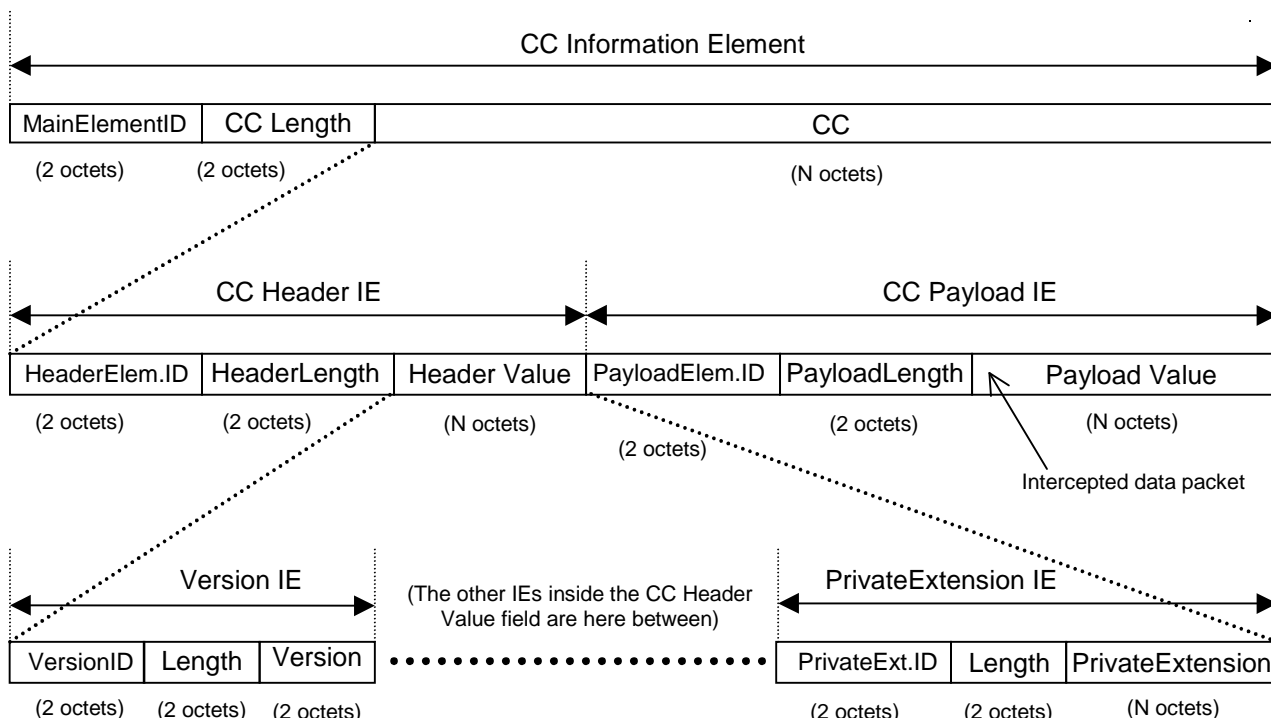 CC Information Element
MainElementID CC Length CC
(2 octets) (2 octets) (N octets)
CC Header IE CC Payload IE
HeaderElem.ID HeaderLength Header Value PayloadElem.ID PayloadLength Payload Value
(2 octets) (2 octets) (N octets) (2 octets) (2 octets) (N octets)
Intercepted data packet
Version IE (The other IEs inside the CC Header PrivateExtension IE
Value field are here between)
VersionID Length Version PrivateExt.ID Length PrivateExtension
(2 octets) (2 octets) (2 octets) (2 octets) (2 octets) (N octets)